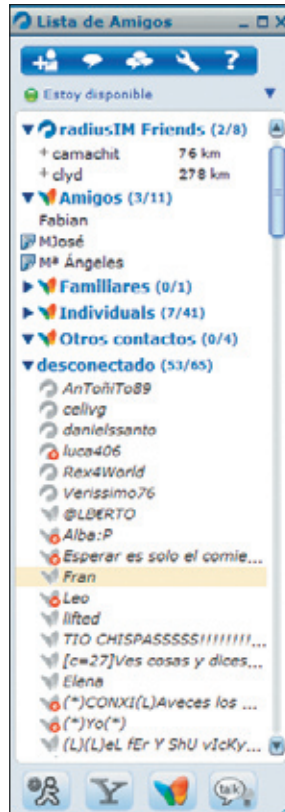 Lista de Amigos
?
Estoy disponible
radiusIM Friends (2/8)
+ camachit 76 km
+ clyd 278 km
Amigos (3/11)
Fabian
MJosé
Mª Ángeles
Familiares (0/1)
Individuals (7/41)
Otros contactos (0/4)
desconectado (53/65)
AnToñiTo89
celivg
danielssanto
luca406
Rex4World
Verissimo76
@LBERTO
Alba:P
Esperar es solo el comie...
Fran
Leo
lifted
TIO CHISPASSSSS!!!!!!!!!...
[c=27]Ves cosas y dices...
Elena
(*)CONXI(L)Aveces los ...
(*)Yo(*)
(L)(L)eL fEr Y ShU vIcKy...
Y talk